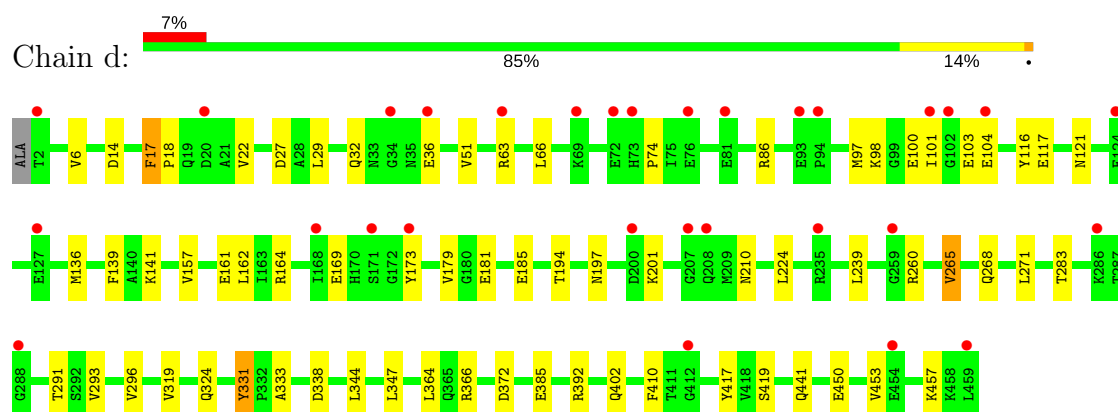 7%
Chain d:
85% 14% •
ALA T2 V6 D14 F17 P18 Q19 D20 A21 V22 D27 A28 L29 Q32 N33 G34 N35 E36 V51 R63 L66 K69 E72 H73 P74 I75 E76 E81 R86 E93 P94 M97 K98 G99 E100 I101 G102 E103 E104 Y116 E117 N121
E127 M136 F139 A140 K141 V157 E161 L162 I163 R164 I168 E169 H170 S171 G172 Y173 V179 G180 E181 E185 T194 N197 D200 K201 G207 Q208 M209 N210 L224 R235 L239 G259 R260 V265 Q268 L271 T283 K286 T287
G288 T291 S292 V293 V296 V319 Q324 Y331 P332 A333 D338 L344 L347 L364 Q365 R366 D372 E385 R392 Q402 F410 T411 G412 Y417 V418 S419 Q441 E450 V453 E454 K457 K458 L459